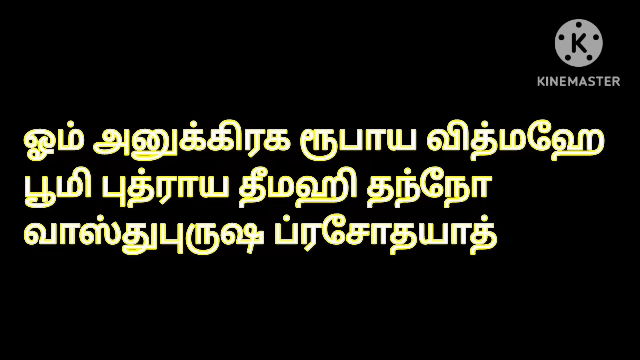 KINEMASTER
ஓம் அனுக்கிரக ரூபாய வித்மஹே
பூமி புத்ராய தீமஹி தந்நோ
வாஸ்துபுருஷ ப்ரசோதயாத்